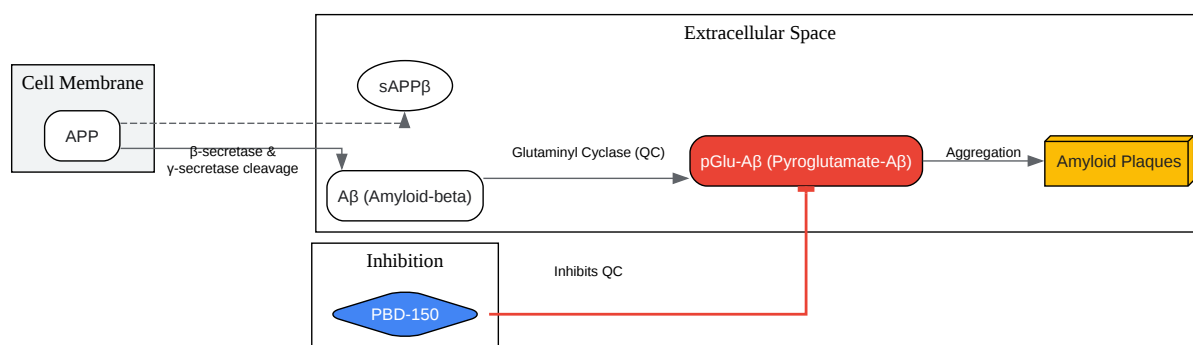 Extracellular Space
Cell Membrane
sAPPβ
APP
β-secretase &
γ-secretase cleavage
Glutaminyl Cyclase (QC)
pGlu-Aβ (Pyroglutamate-Aβ)
Aggregation
Amyloid Plaques
Aβ (Amyloid-beta)
Inhibition
Inhibits QC
PBD-150